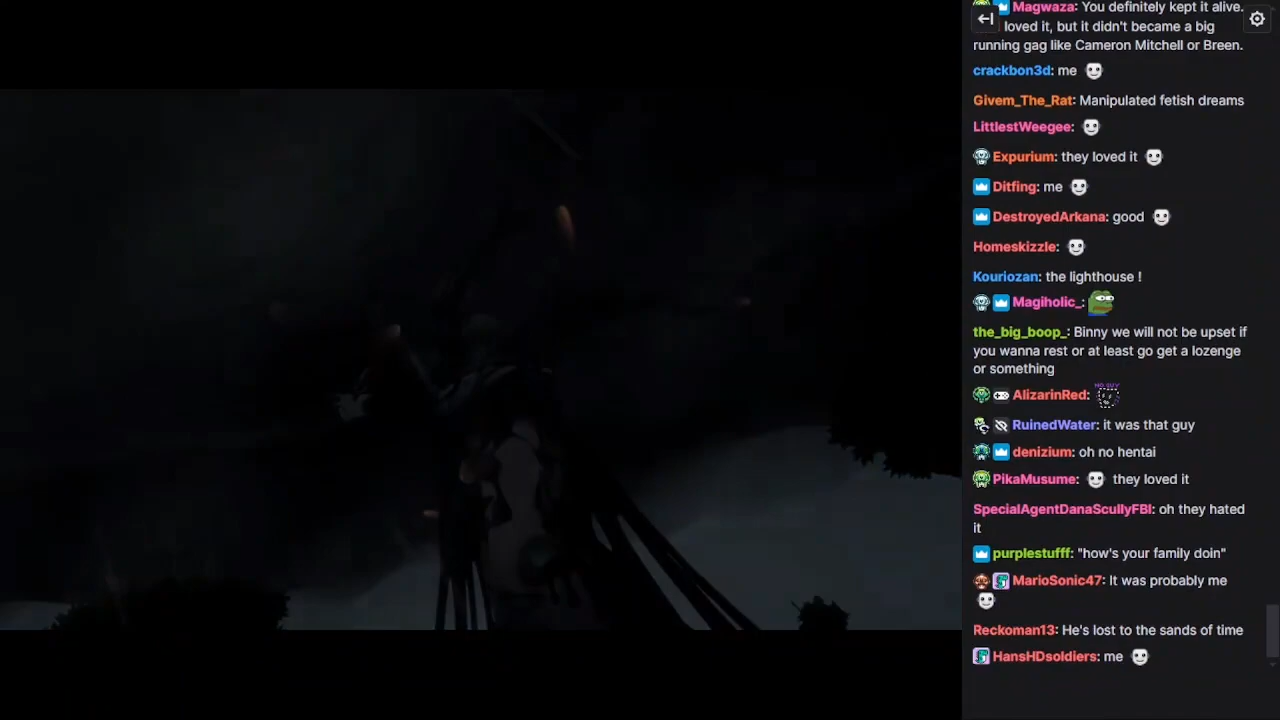 Magwaza: You definitely kept it alive.
loved it, but it didn't became a big
running gag like Cameron Mitchell or Breen.
crackbon3d: me
Givem_The_Rat: Manipulated fetish dreams
LittlestWeegee:
Expurium: they loved it
Ditfing: me
DestroyedArkana: good
Homeskizzle:
Kouriozan: the lighthouse !
Magiholic_:
the_big_boop_: Binny we will not be upset if
you wanna rest or at least go get a lozenge
or something
AlizarinRed:
RuinedWater: it was that guy
denizium: oh no hentai
PikaMusume: they loved it
SpecialAgentDanaScullyFBI: oh they hated
it
purplestufff: "how's your family doin"
MarioSonic47: It was probably me
Reckoman13: He's lost to the sands of time
HansHDsoldiers: me